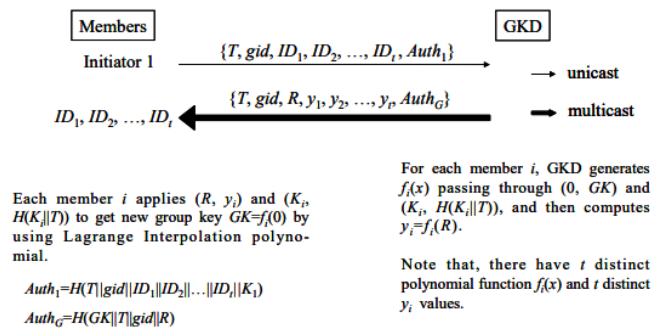 Members GKD
Initiator 1 {T, gid, ID₁, ID₂, ..., IDₜ, Auth₁}
unicast
{T, gid, R, y₁, y₂, ..., yₜ, Auth_G}
ID₁, ID₂, ..., IDₜ multicast
Each member i applies (R, yᵢ) and (Kᵢ,
H(Kᵢ||T)) to get new group key GK=fᵢ(0) by
using Lagrange Interpolation polyno-
mial.
Auth₁=H(T||gid||ID₁||ID₂||...||IDₜ||K₁)
Auth_G=H(GK||T||gid||R)
For each member i, GKD generates
fᵢ(x) passing through (0, GK) and
(Kᵢ, H(Kᵢ||T)), and then computes
yᵢ=fᵢ(R).
Note that, there have t distinct
polynomial function fᵢ(x) and t distinct
yᵢ values.